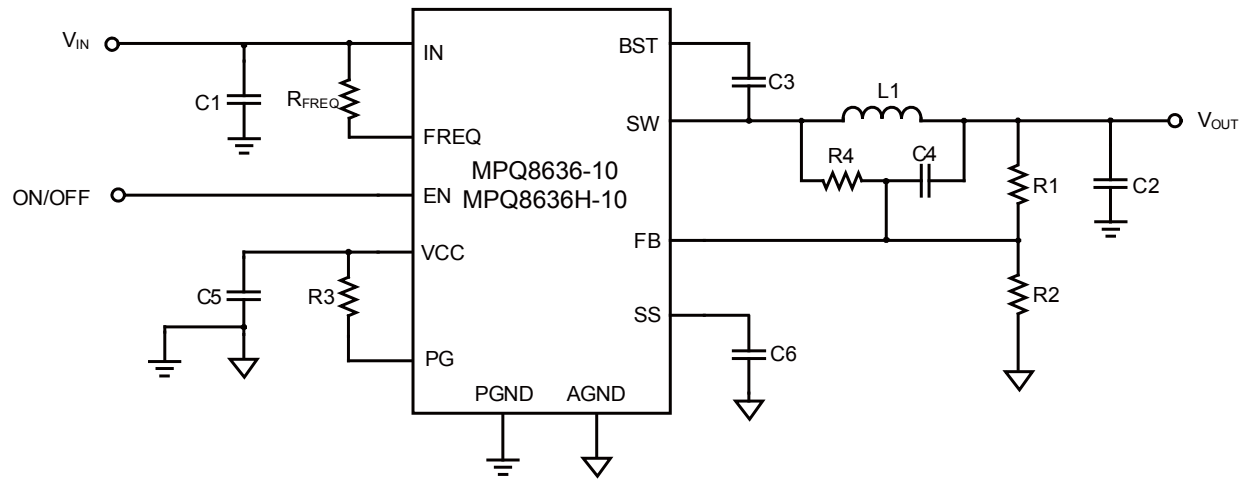 VIN
IN
BST
C1
RFREQ
C3
L1
FREQ
SW
VOUT
MPQ8636-10
MPQ8636H-10
R4
C4
R1
C2
ON/OFF
EN
VCC
FB
C5
R3
R2
SS
PG
C6
PGND
AGND